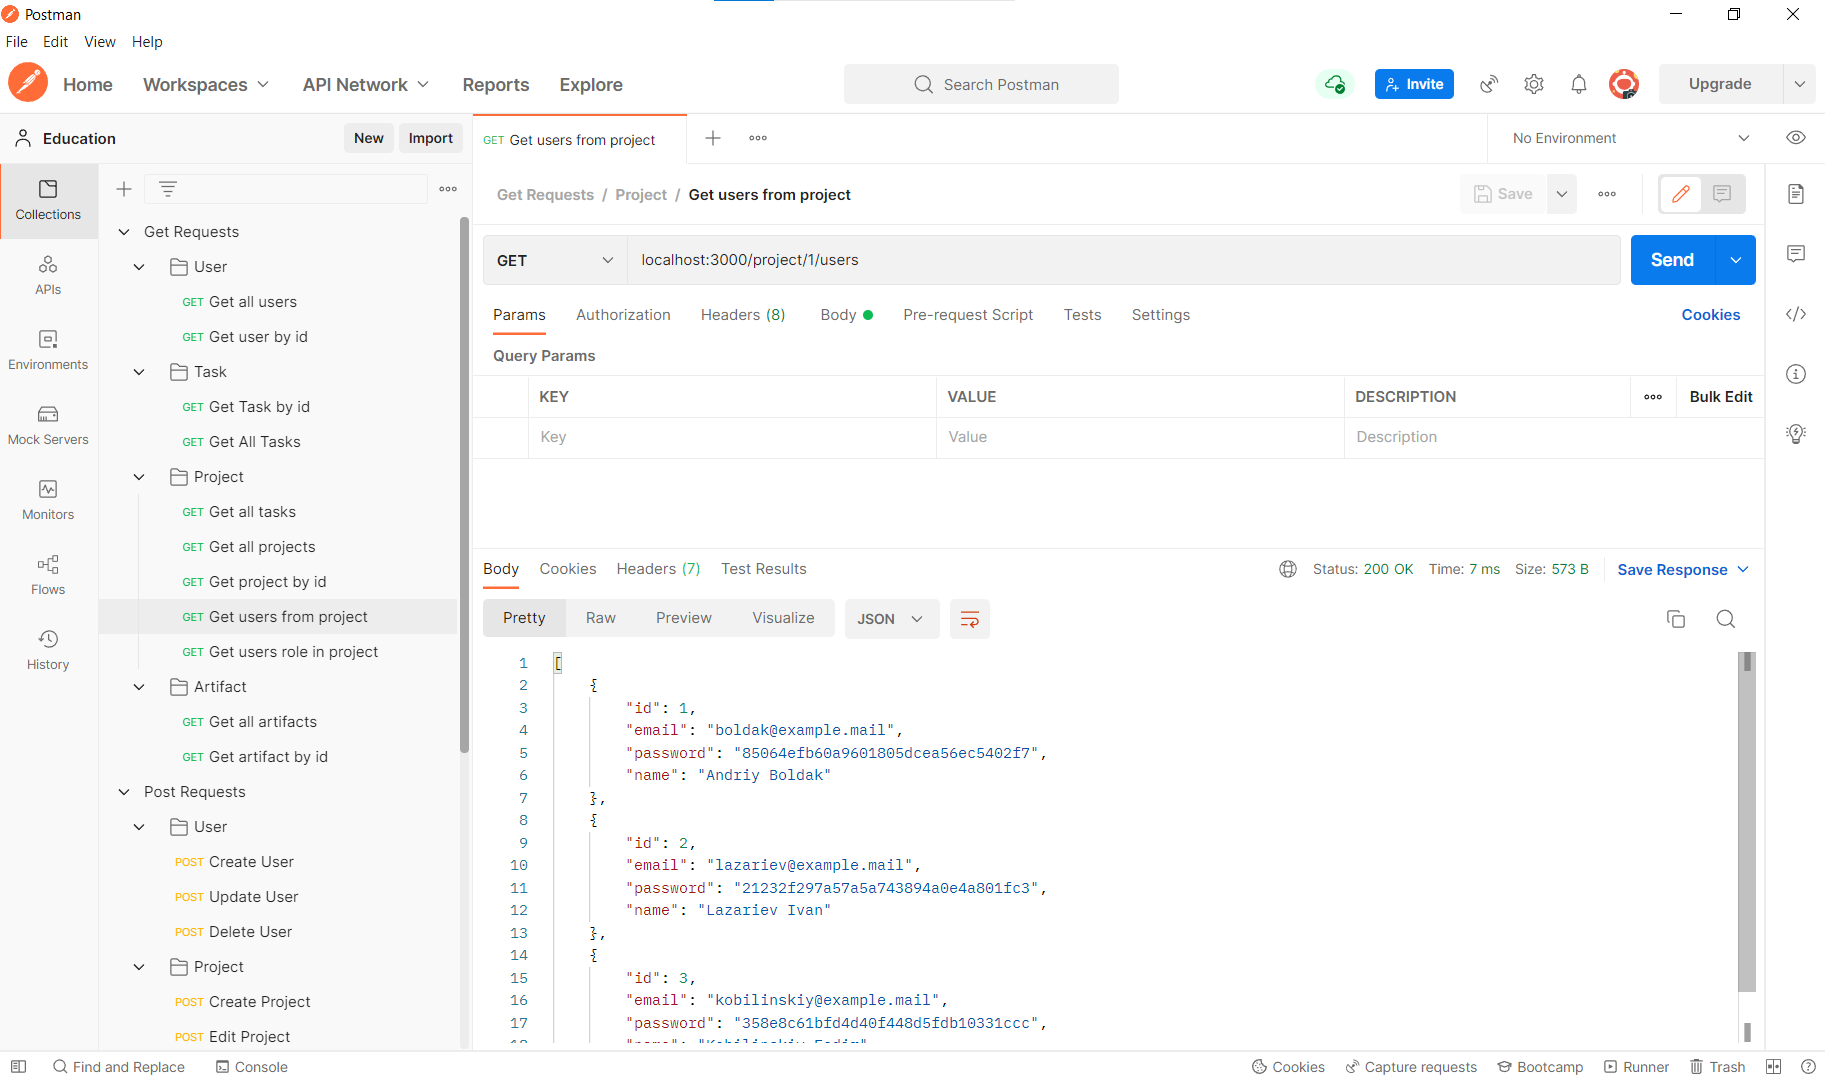 Postman
File Edit View Help
Home Workspaces API Network Reports Explore Search Postman Invite Upgrade
Education New Import
GET Get users from project No Environment
Collections
APIs
Environments
Mock Servers
Monitors
Flows
History
Get Requests
User
GET Get all users
GET Get user by id
Task
GET Get Task by id
GET Get All Tasks
Project
GET Get all tasks
GET Get all projects
GET Get project by id
GET Get users from project
GET Get users role in project
Artifact
GET Get all artifacts
GET Get artifact by id
Post Requests
User
POST Create User
POST Update User
POST Delete User
Project
POST Create Project
POST Edit Project
Get Requests / Project / Get users from project Save
GET localhost:3000/project/1/users Send
Params Authorization Headers (8) Body Pre-request Script Tests Settings Cookies
Query Params
KEY VALUE DESCRIPTION Bulk Edit
Key Value Description
Body Cookies Headers (7) Test Results Status: 200 OK Time: 7 ms Size: 573 B Save Response
Pretty Raw Preview Visualize JSON
1 [
2 {
3 "id": 1,
4 "email": "boldak@example.mail",
5 "password": "85064efb60a9601805dcea56ec5402f7",
6 "name": "Andriy Boldak"
7 },
8 {
9 "id": 2,
10 "email": "lazariev@example.mail",
11 "password": "21232f297a57a5a743894a0e4a801fc3",
12 "name": "Lazariev Ivan"
13 },
14 {
15 "id": 3,
16 "email": "kobilinskiy@example.mail",
17 "password": "358e8c61bfd4d40f448d5fdb10331ccc",
Find and Replace Console Cookies Capture requests Bootcamp Runner Trash